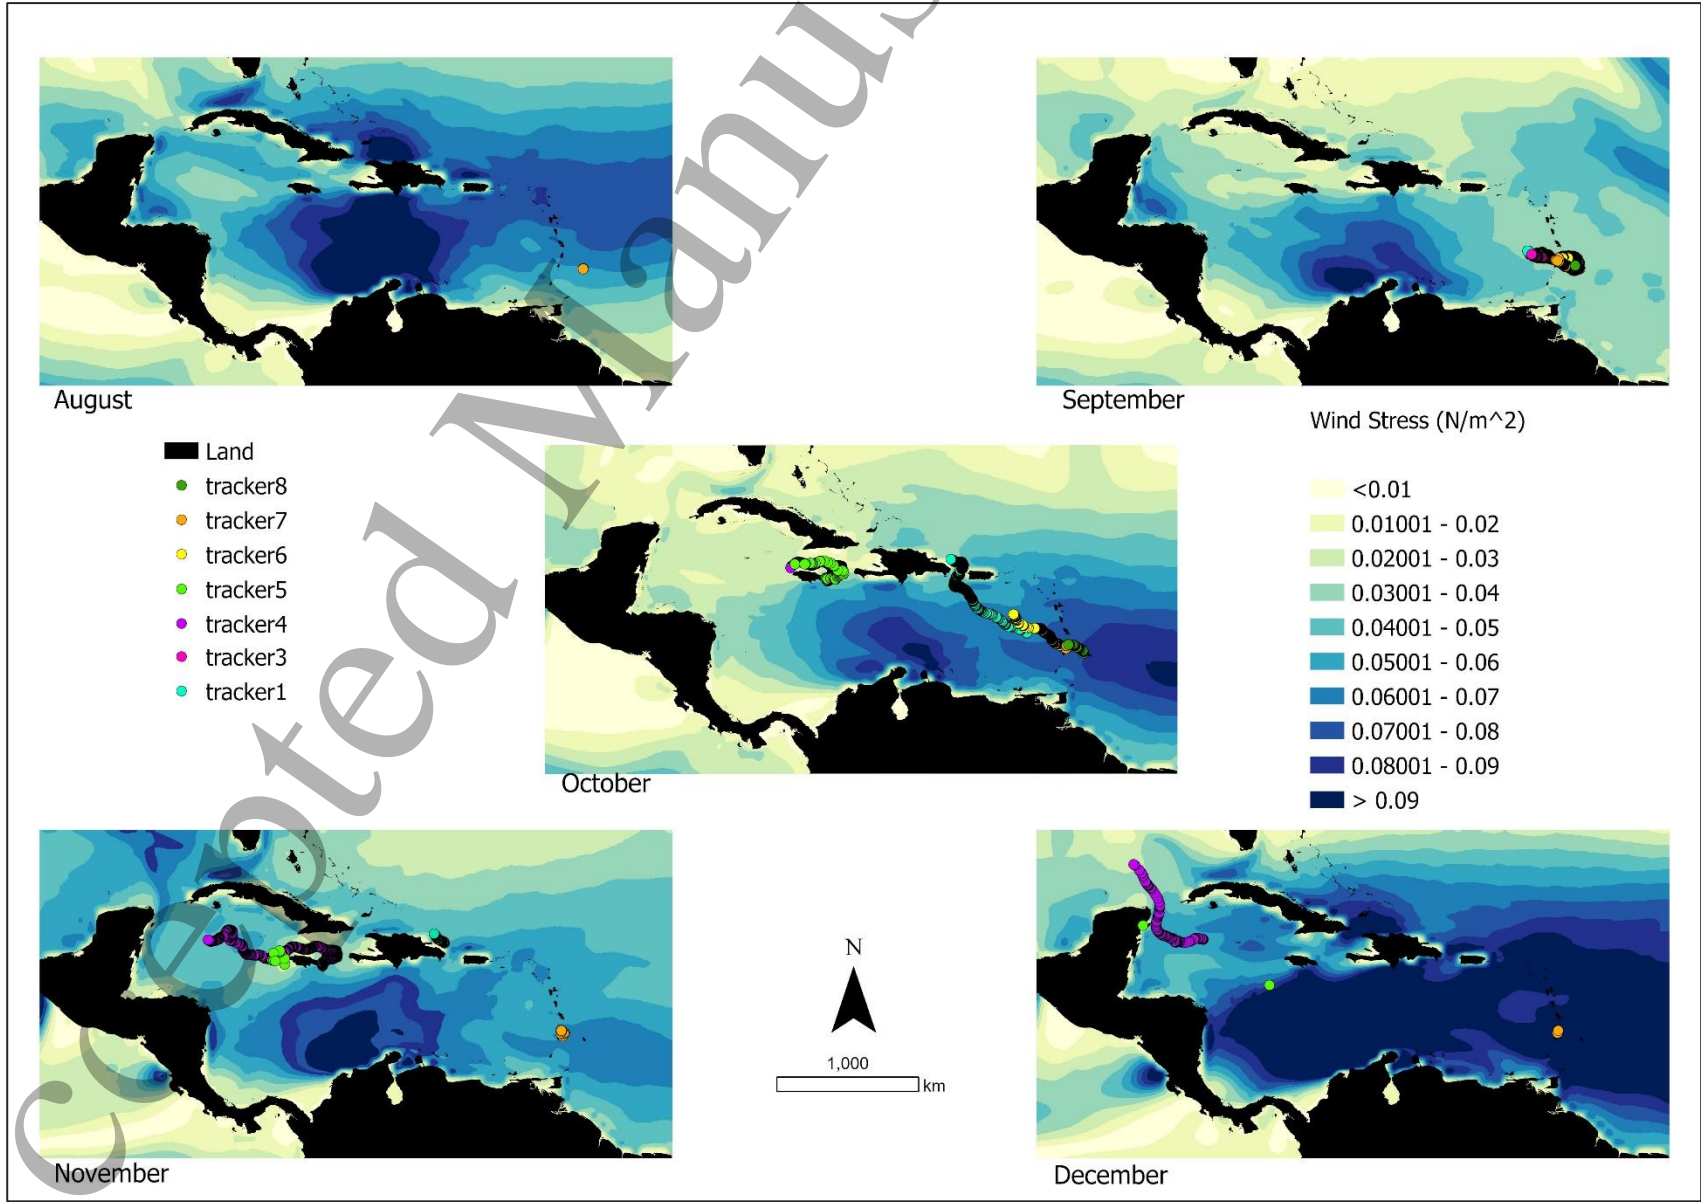 August
September
Land
tracker8
tracker7
tracker6
tracker5
tracker4
tracker3
tracker1
Wind Stress (N/m^2)
<0.01
0.01001 - 0.02
0.02001 - 0.03
0.03001 - 0.04
0.04001 - 0.05
0.05001 - 0.06
0.06001 - 0.07
0.07001 - 0.08
0.08001 - 0.09
> 0.09
October
N
1,000
km
November
December
cepted Manus